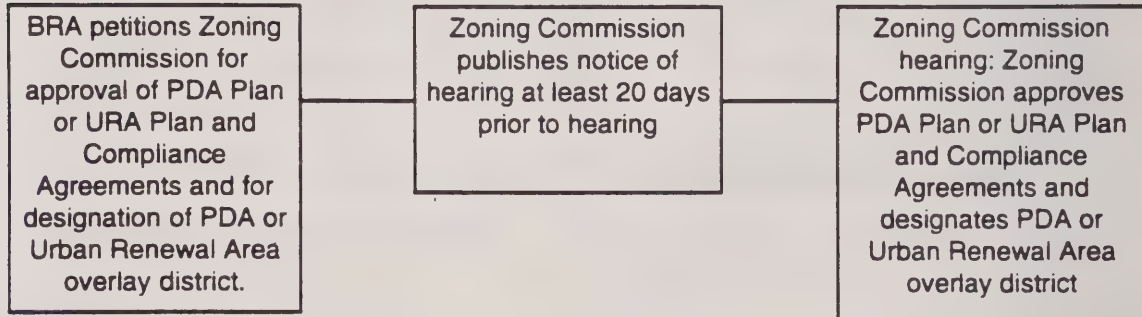 BRA petitions Zoning
Commission for
approval of PDA Plan
or URA Plan and
Compliance
Agreements and for
designation of PDA or
Urban Renewal Area
overlay district.
Zoning Commission
publishes notice of
hearing at least 20 days
prior to hearing
Zoning Commission
hearing: Zoning
Commission approves
PDA Plan or URA Plan
and Compliance
Agreements and
designates PDA or
Urban Renewal Area
overlay district